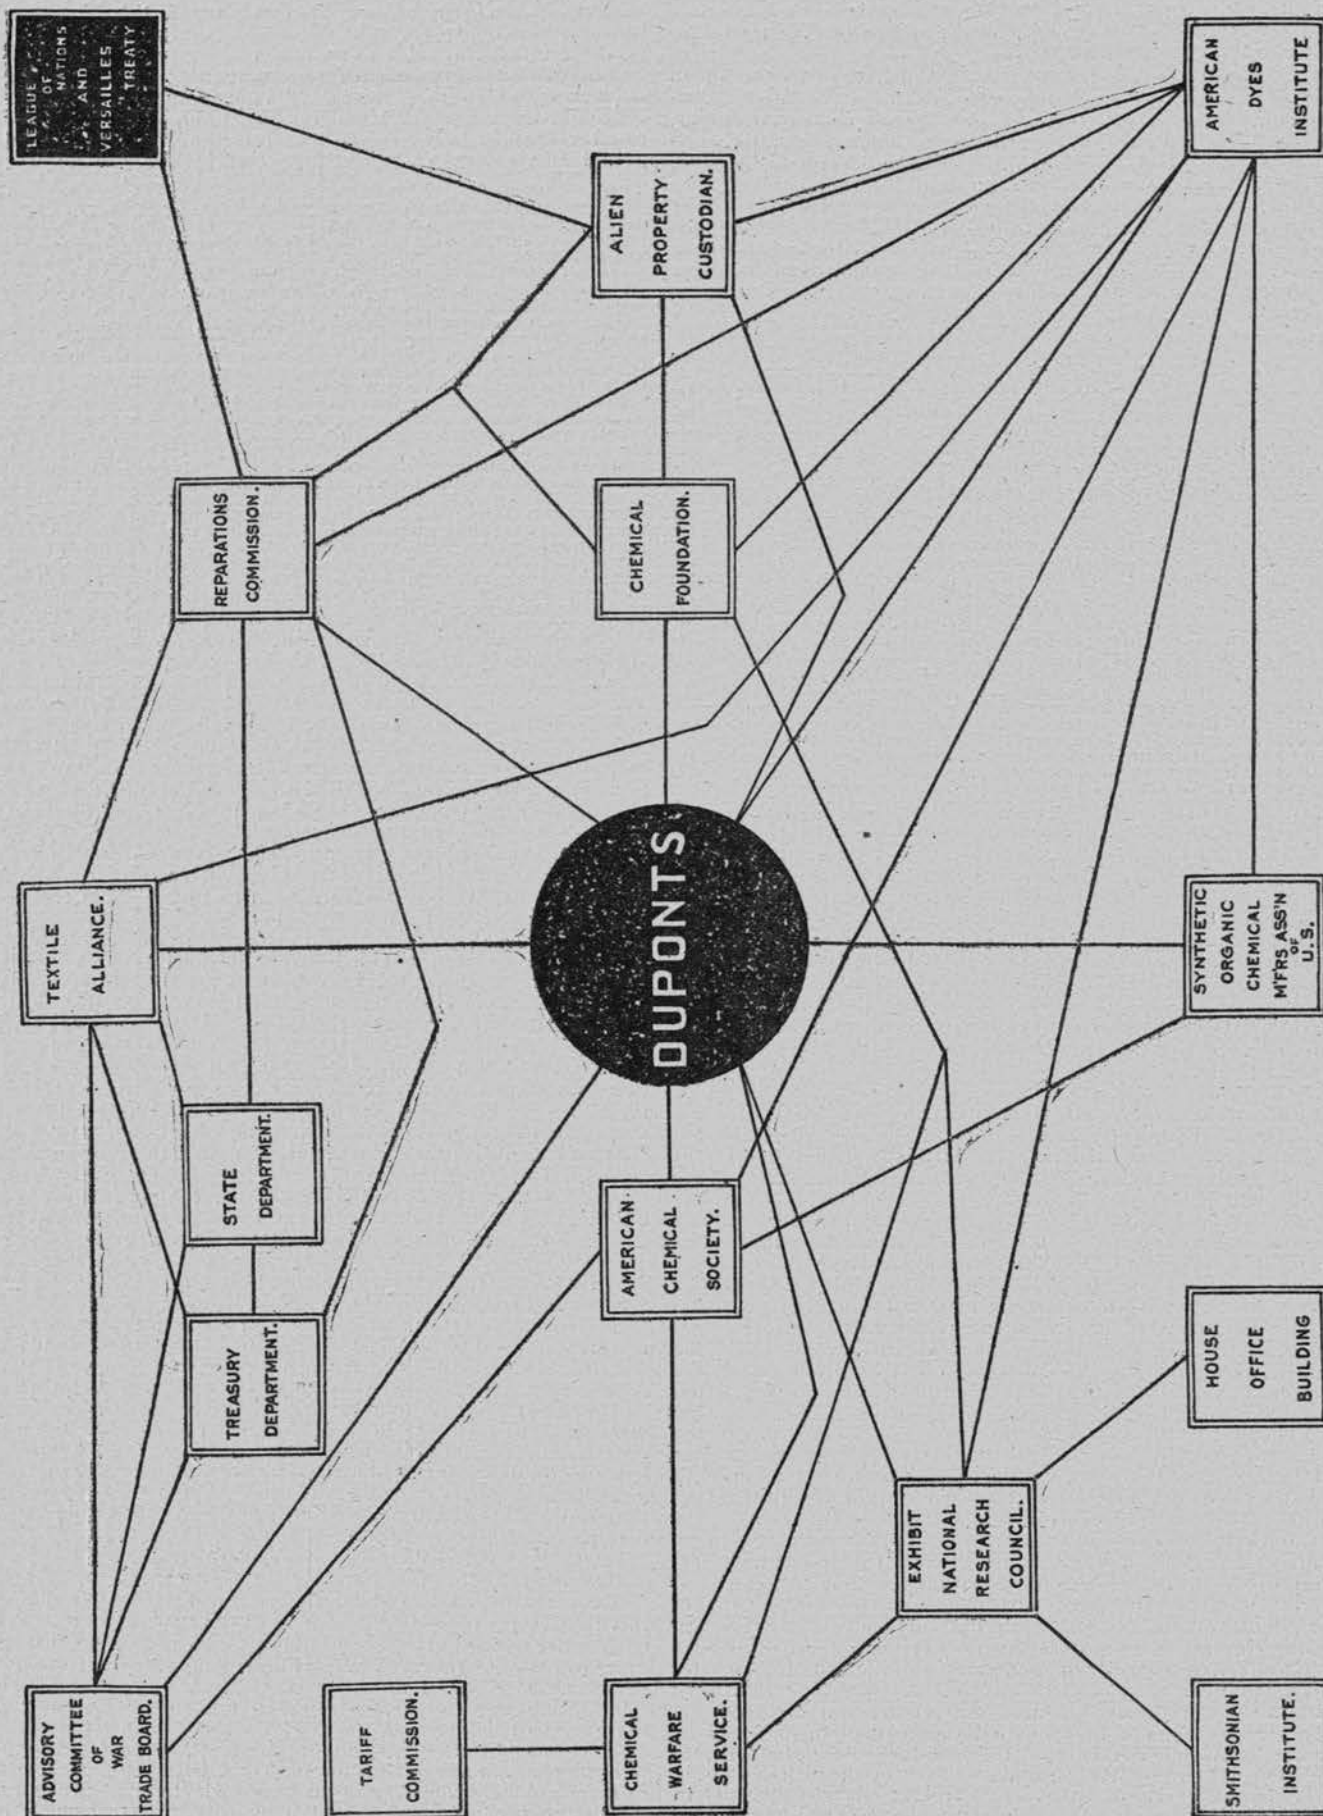 LEAGUE
OF
NATIONS
AND
VERSAILLES
TREATY
AMERICAN
DYES
INSTITUTE
ALIEN
PROPERTY
CUSTODIAN.
REPARATIONS
COMMISSION.
CHEMICAL
FOUNDATION.
TEXTILE
ALLIANCE.
DUPONTS
SYNTHETIC
ORGANIC
CHEMICAL
M'F'RS ASS'N
OF
U.S.
STATE
DEPARTMENT.
AMERICAN
CHEMICAL
SOCIETY.
TREASURY
DEPARTMENT.
HOUSE
OFFICE
BUILDING
EXHIBIT
NATIONAL
RESEARCH
COUNCIL.
ADVISORY
COMMITTEE
OF
WAR
TRADE BOARD.
TARIFF
COMMISSION.
CHEMICAL
WARFARE
SERVICE.
SMITHSONIAN
INSTITUTE.